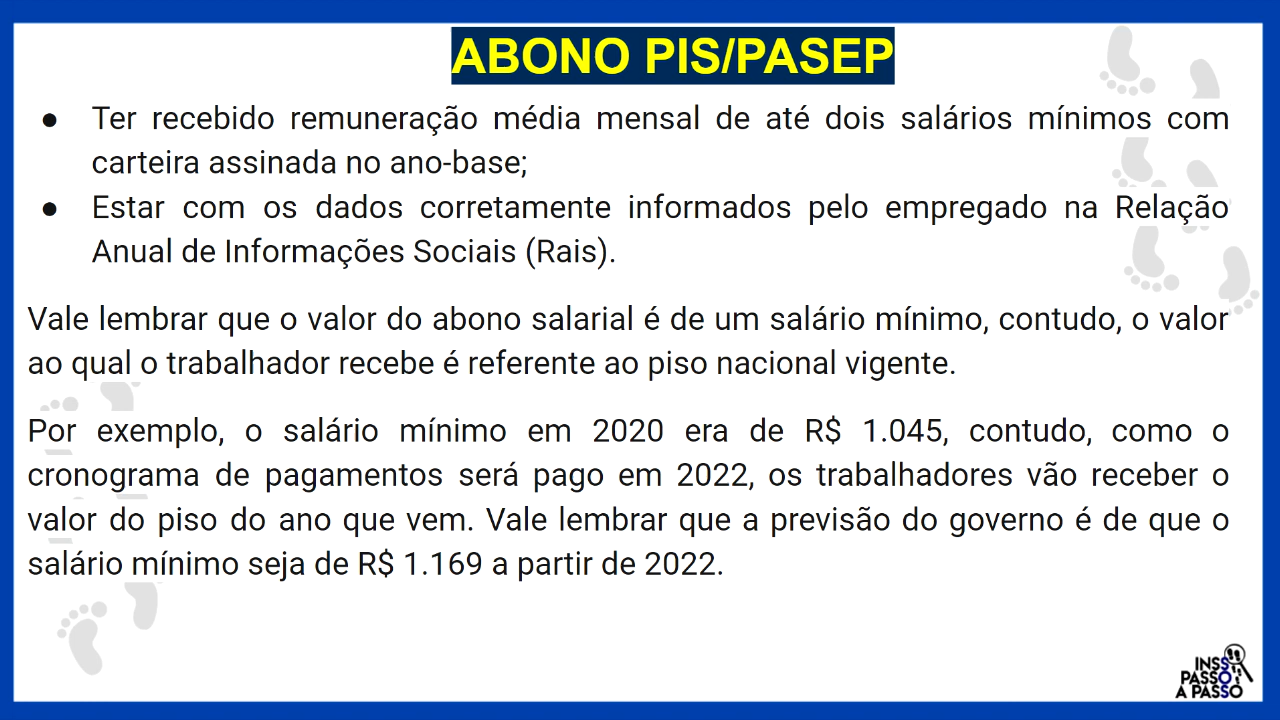 ABONO PIS/PASEP
● Ter recebido remuneração média mensal de até dois salários mínimos com
carteira assinada no ano-base;
● Estar com os dados corretamente informados pelo empregado na Relação
Anual de Informações Sociais (Rais).
Vale lembrar que o valor do abono salarial é de um salário mínimo, contudo, o valor
ao qual o trabalhador recebe é referente ao piso nacional vigente.
Por exemplo, o salário mínimo em 2020 era de R$ 1.045, contudo, como o
cronograma de pagamentos será pago em 2022, os trabalhadores vão receber o
valor do piso do ano que vem. Vale lembrar que a previsão do governo é de que o
salário mínimo seja de R$ 1.169 a partir de 2022.
INSS
PASSO
A PASSO